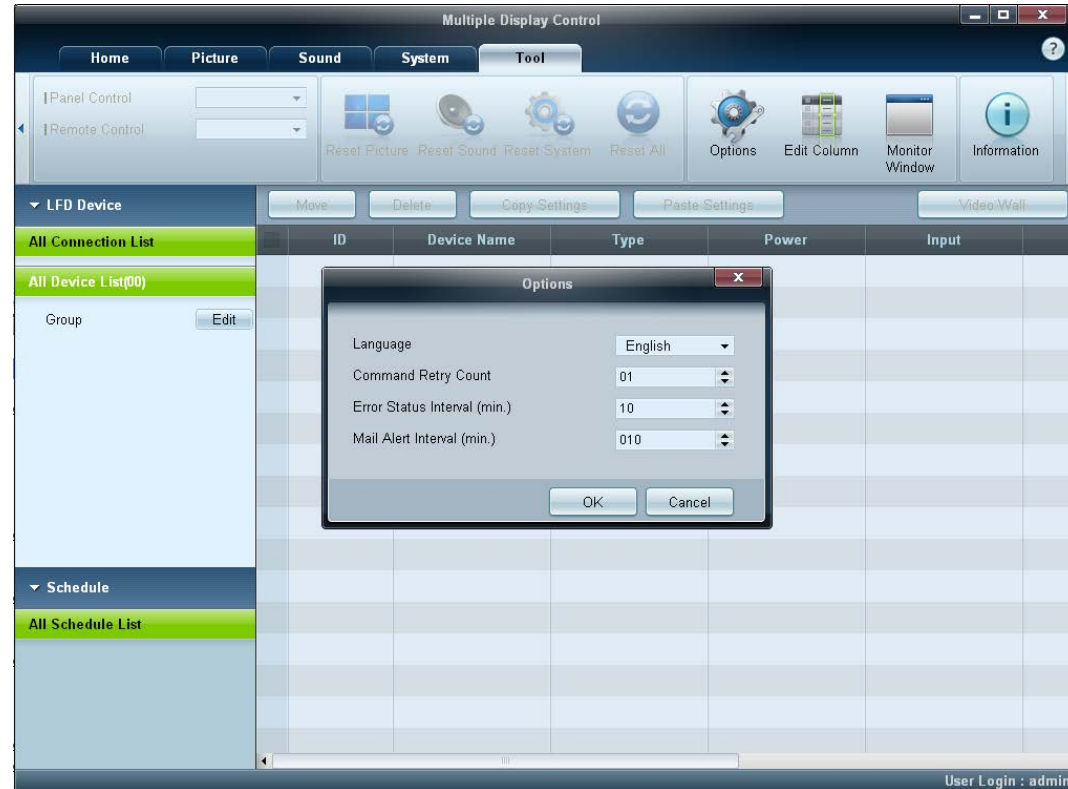 Multiple Display Control
Home Picture Sound System Tool
?
Panel Control
Remote Control
Reset Picture Reset Sound Reset System Reset All
Options Edit Column Monitor Window Information
LFD Device
Move Delete Copy Settings Paste Settings Video Wall
All Connection List
ID Device Name Type Power Input
All Device List(00)
Group Edit
Options
Language English
Command Retry Count 01
Error Status Interval (min.) 10
Mail Alert Interval (min.) 010
OK Cancel
Schedule
All Schedule List
User Login : admin